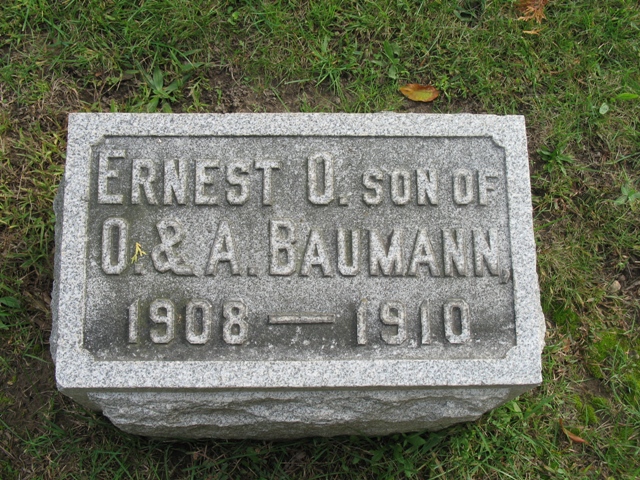 ERNEST O. SON OF
O. & A. BAUMANN,
1908 — 1910